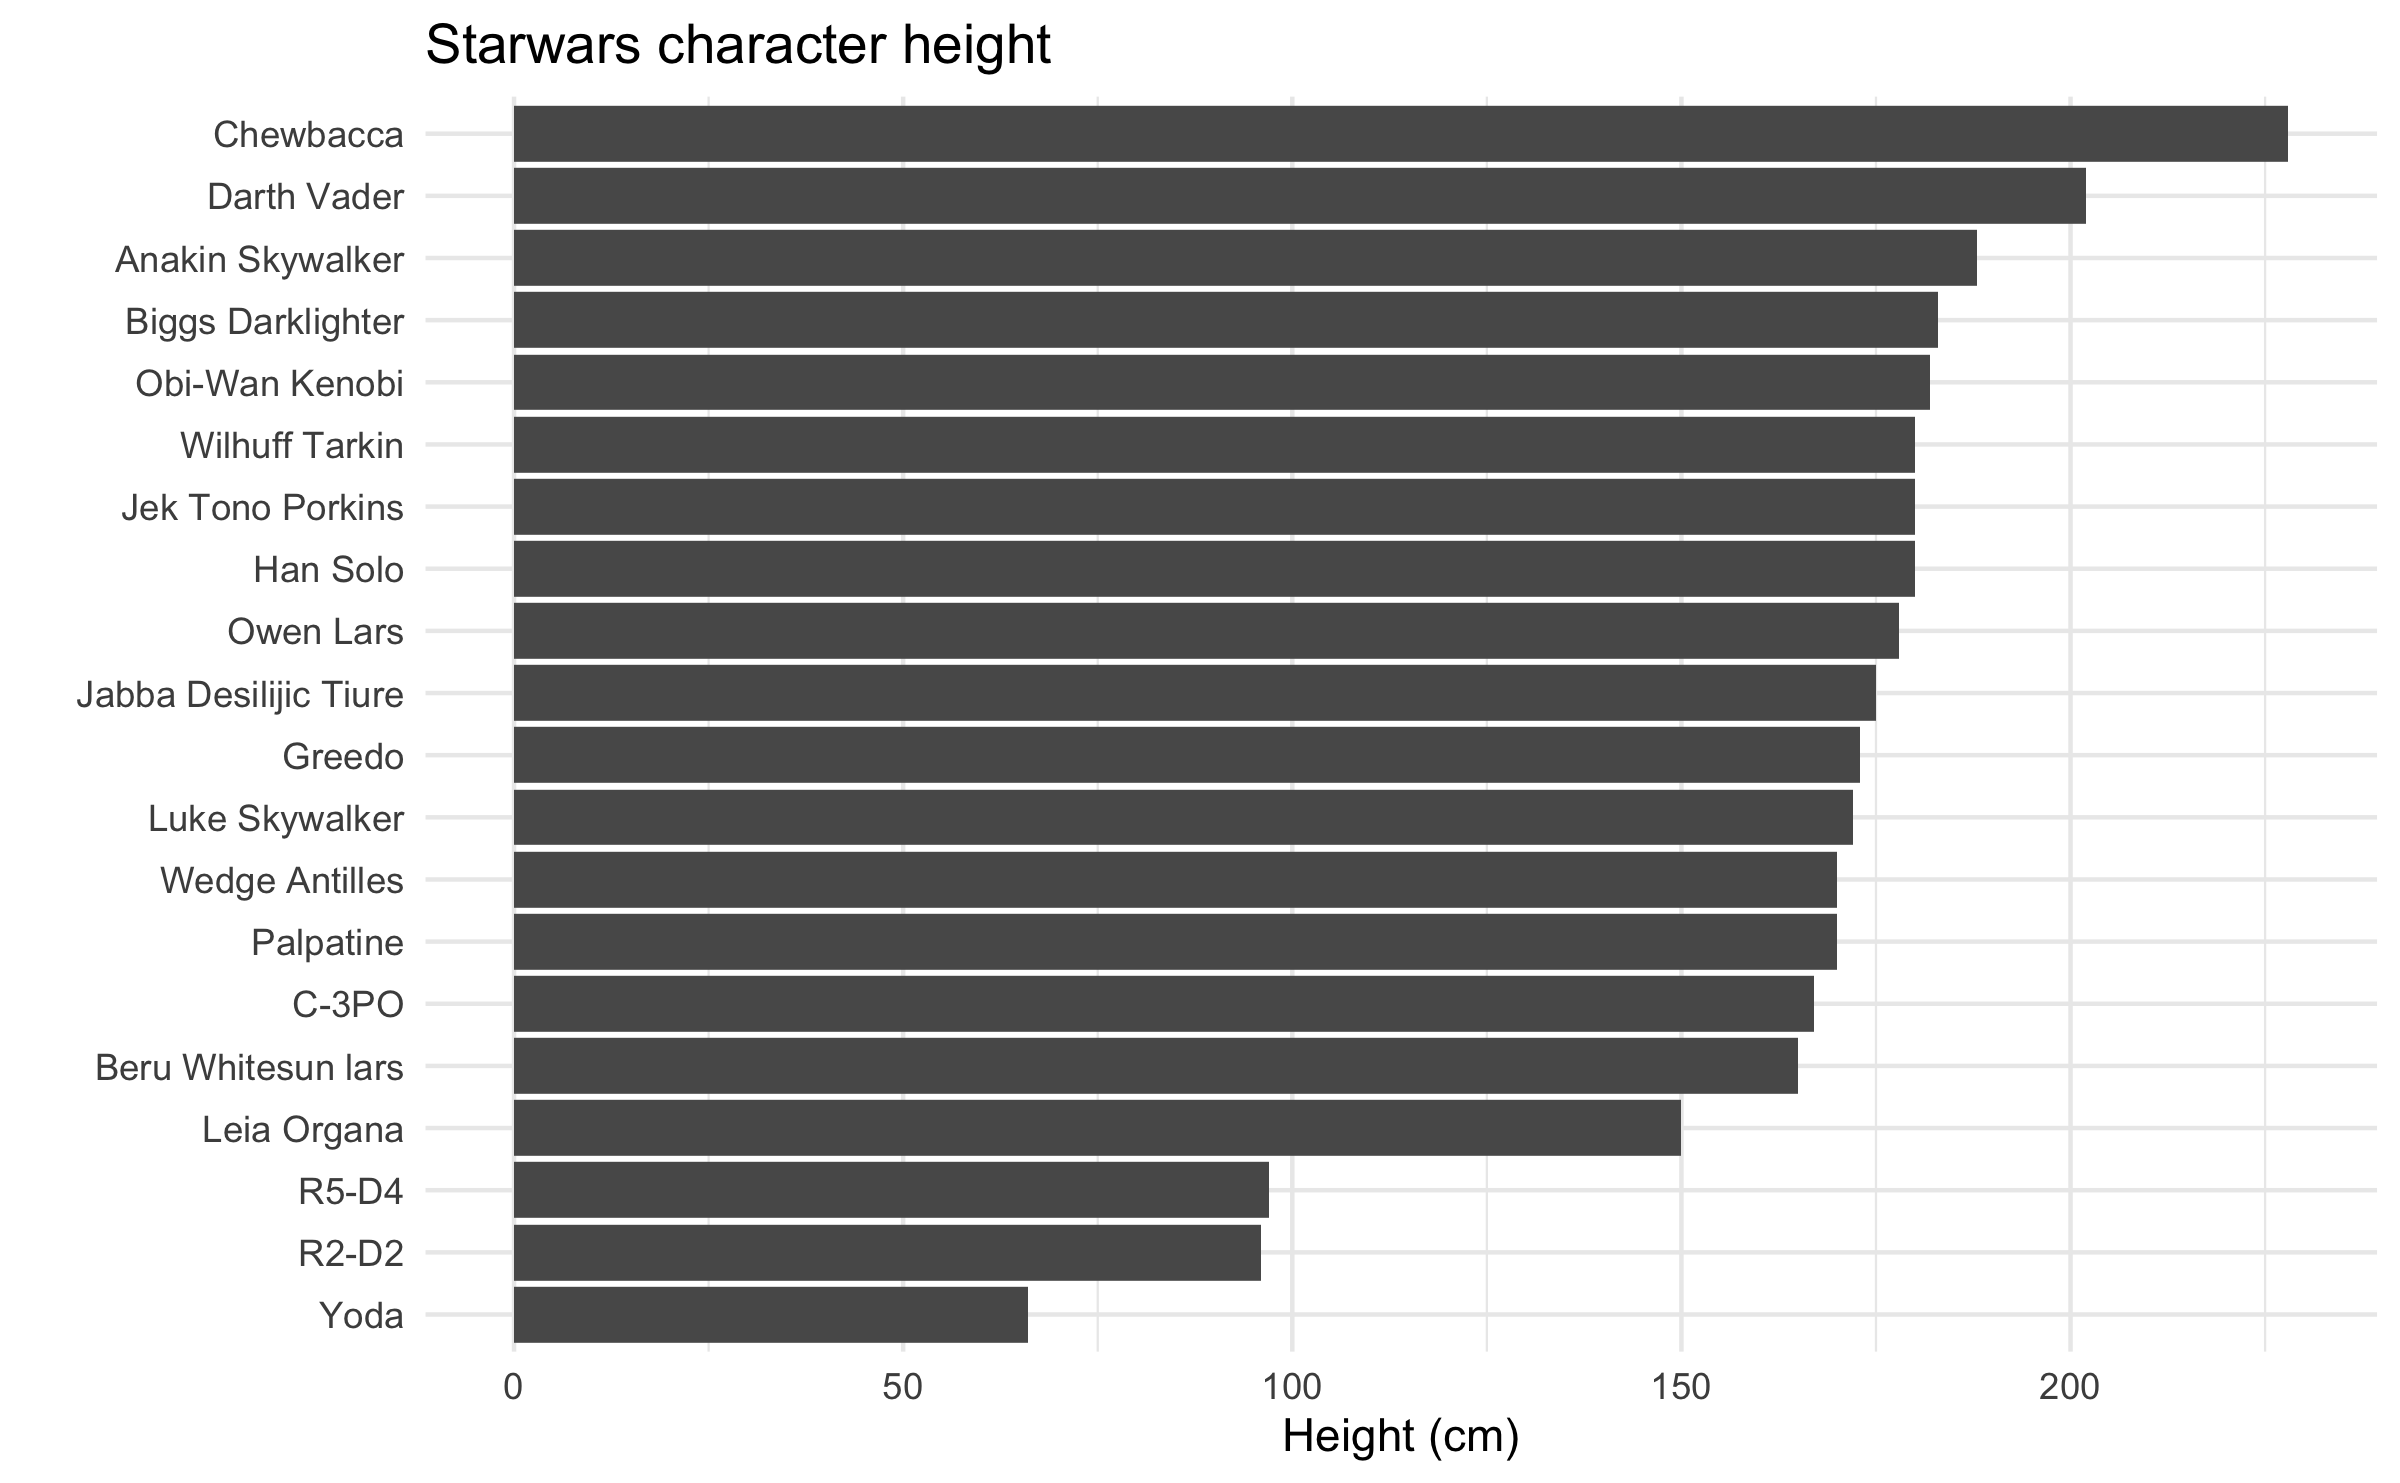 Starwars character height
Chewbacca
Darth Vader
Anakin Skywalker
Biggs Darklighter
Obi-Wan Kenobi
Wilhuff Tarkin
Jek Tono Porkins
Han Solo
Owen Lars
Jabba Desilijic Tiure
Greedo
Luke Skywalker
Wedge Antilles
Palpatine
C-3PO
Beru Whitesun lars
Leia Organa
R5-D4
R2-D2
Yoda
0 50 100 150 200
Height (cm)